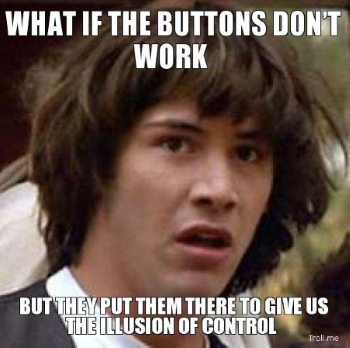 WHAT IF THE BUTTONS DON'T
WORK
BUT THEY PUT THEM THERE TO GIVE US
THE ILLUSION OF CONTROL
Troll.me